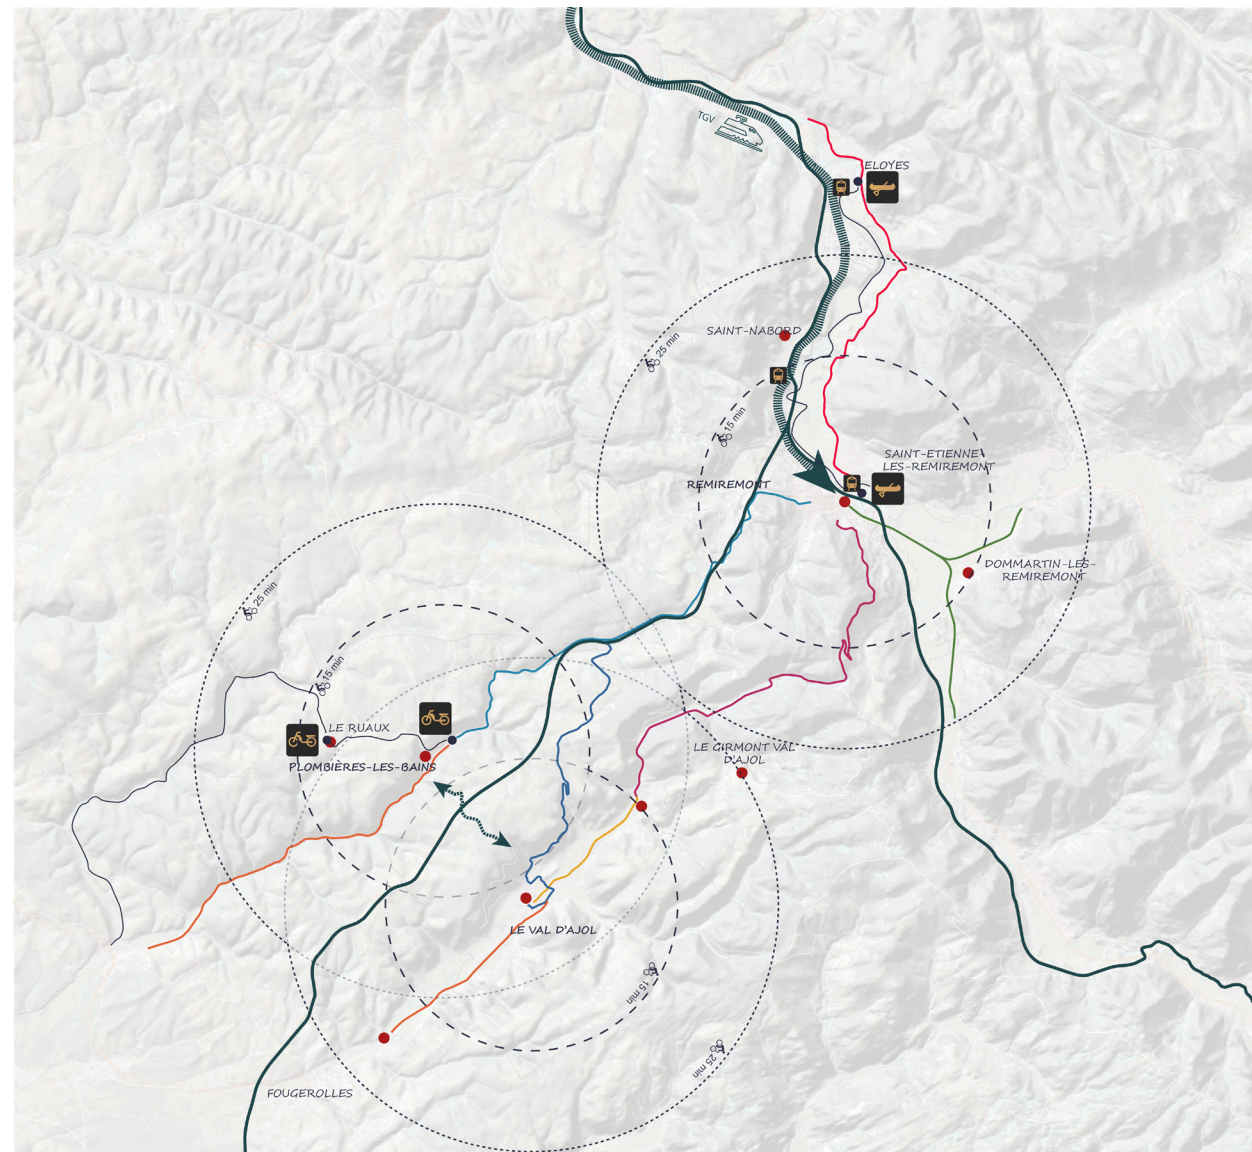 TGV
ELOYES
SAINT-NABORD
25 min
15 min
SAINT-ETIENNE-
LES-REMIREMONT
REMIREMONT
DOMMARTIN-LES-
REMIREMONT
25 min
15 min
LE RUAUX
PLOMBIÈRES-LES-BAINS
LE GIRMONT VAL
D'AJOL
LE VAL D'AJOL
15 min
25 min
FOUGEROLLES